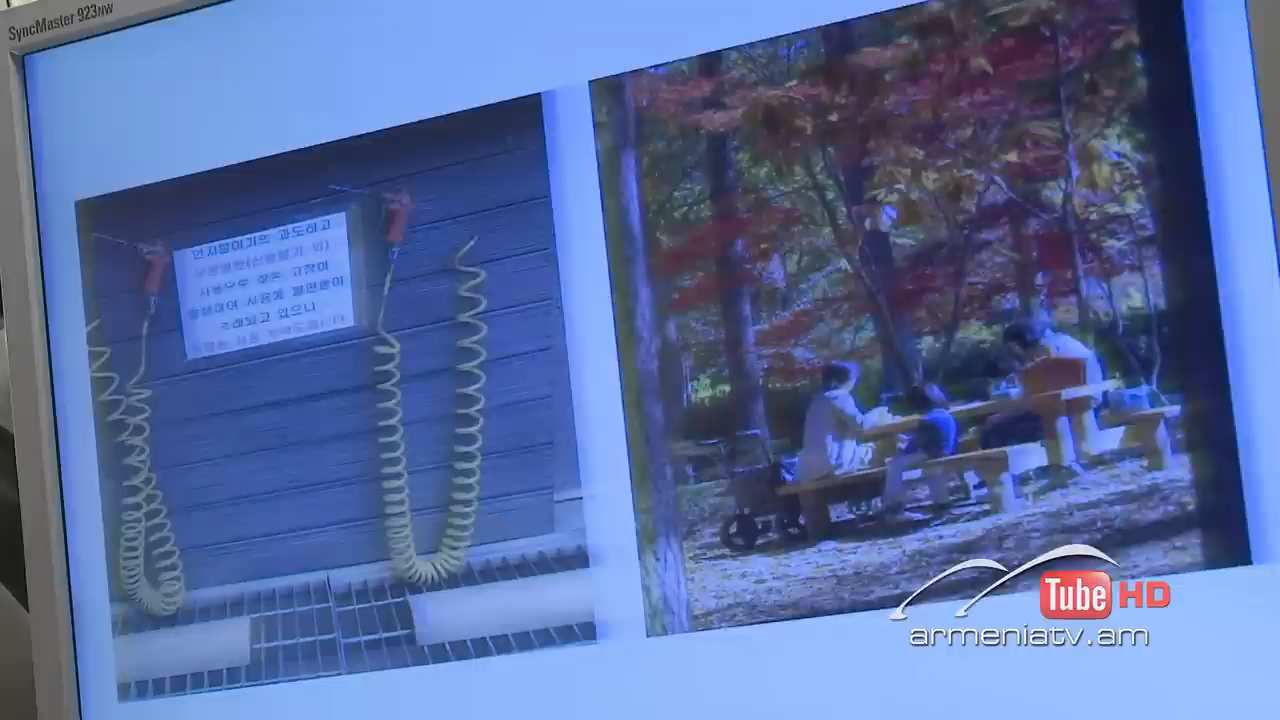 SyncMaster 923NW
먼지털이기의 과도하고
사용으로 잦은 고장이
발생하여 사용에 불편함이
초래되고 있으니
Tube HD
armeniatv.am